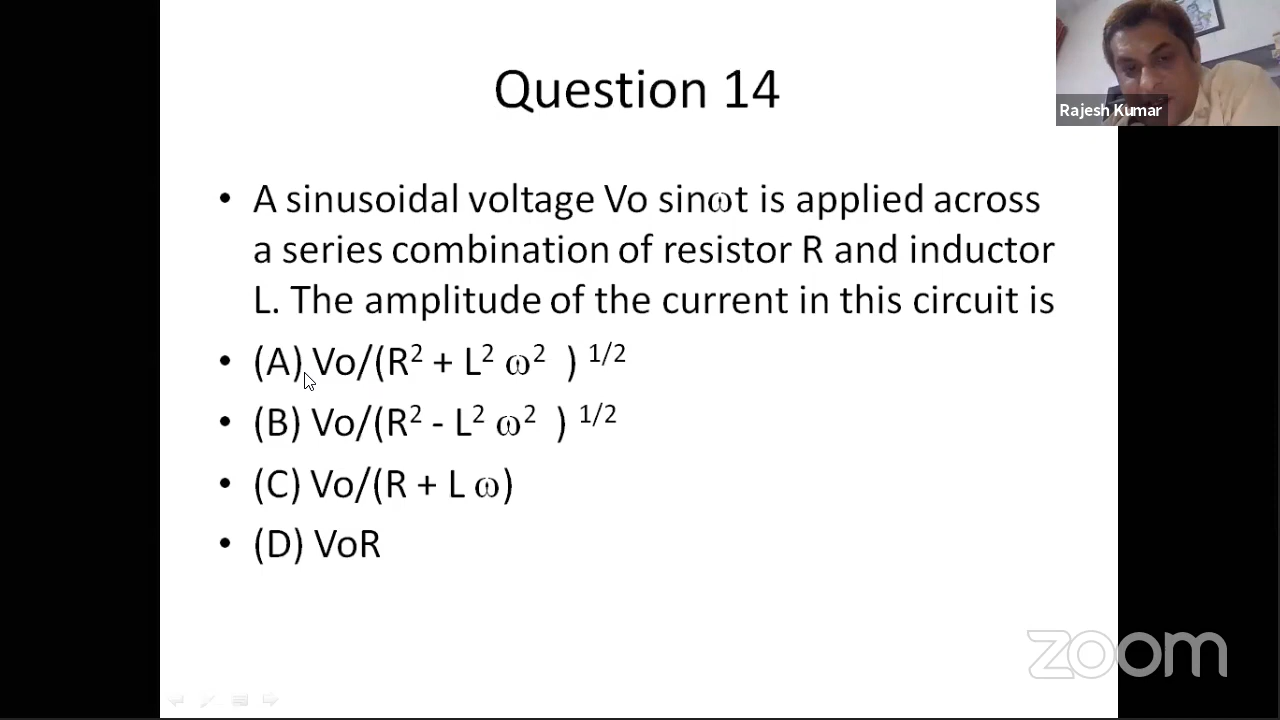 Question 14
Rajesh Kumar
• A sinusoidal voltage Vo sinωt is applied across
a series combination of resistor R and inductor
L. The amplitude of the current in this circuit is
• (A) Vo/(R² + L² ω² ) ¹/²
• (B) Vo/(R² - L² ω² ) ¹/²
• (C) Vo/(R + L ω)
• (D) VoR
zoom